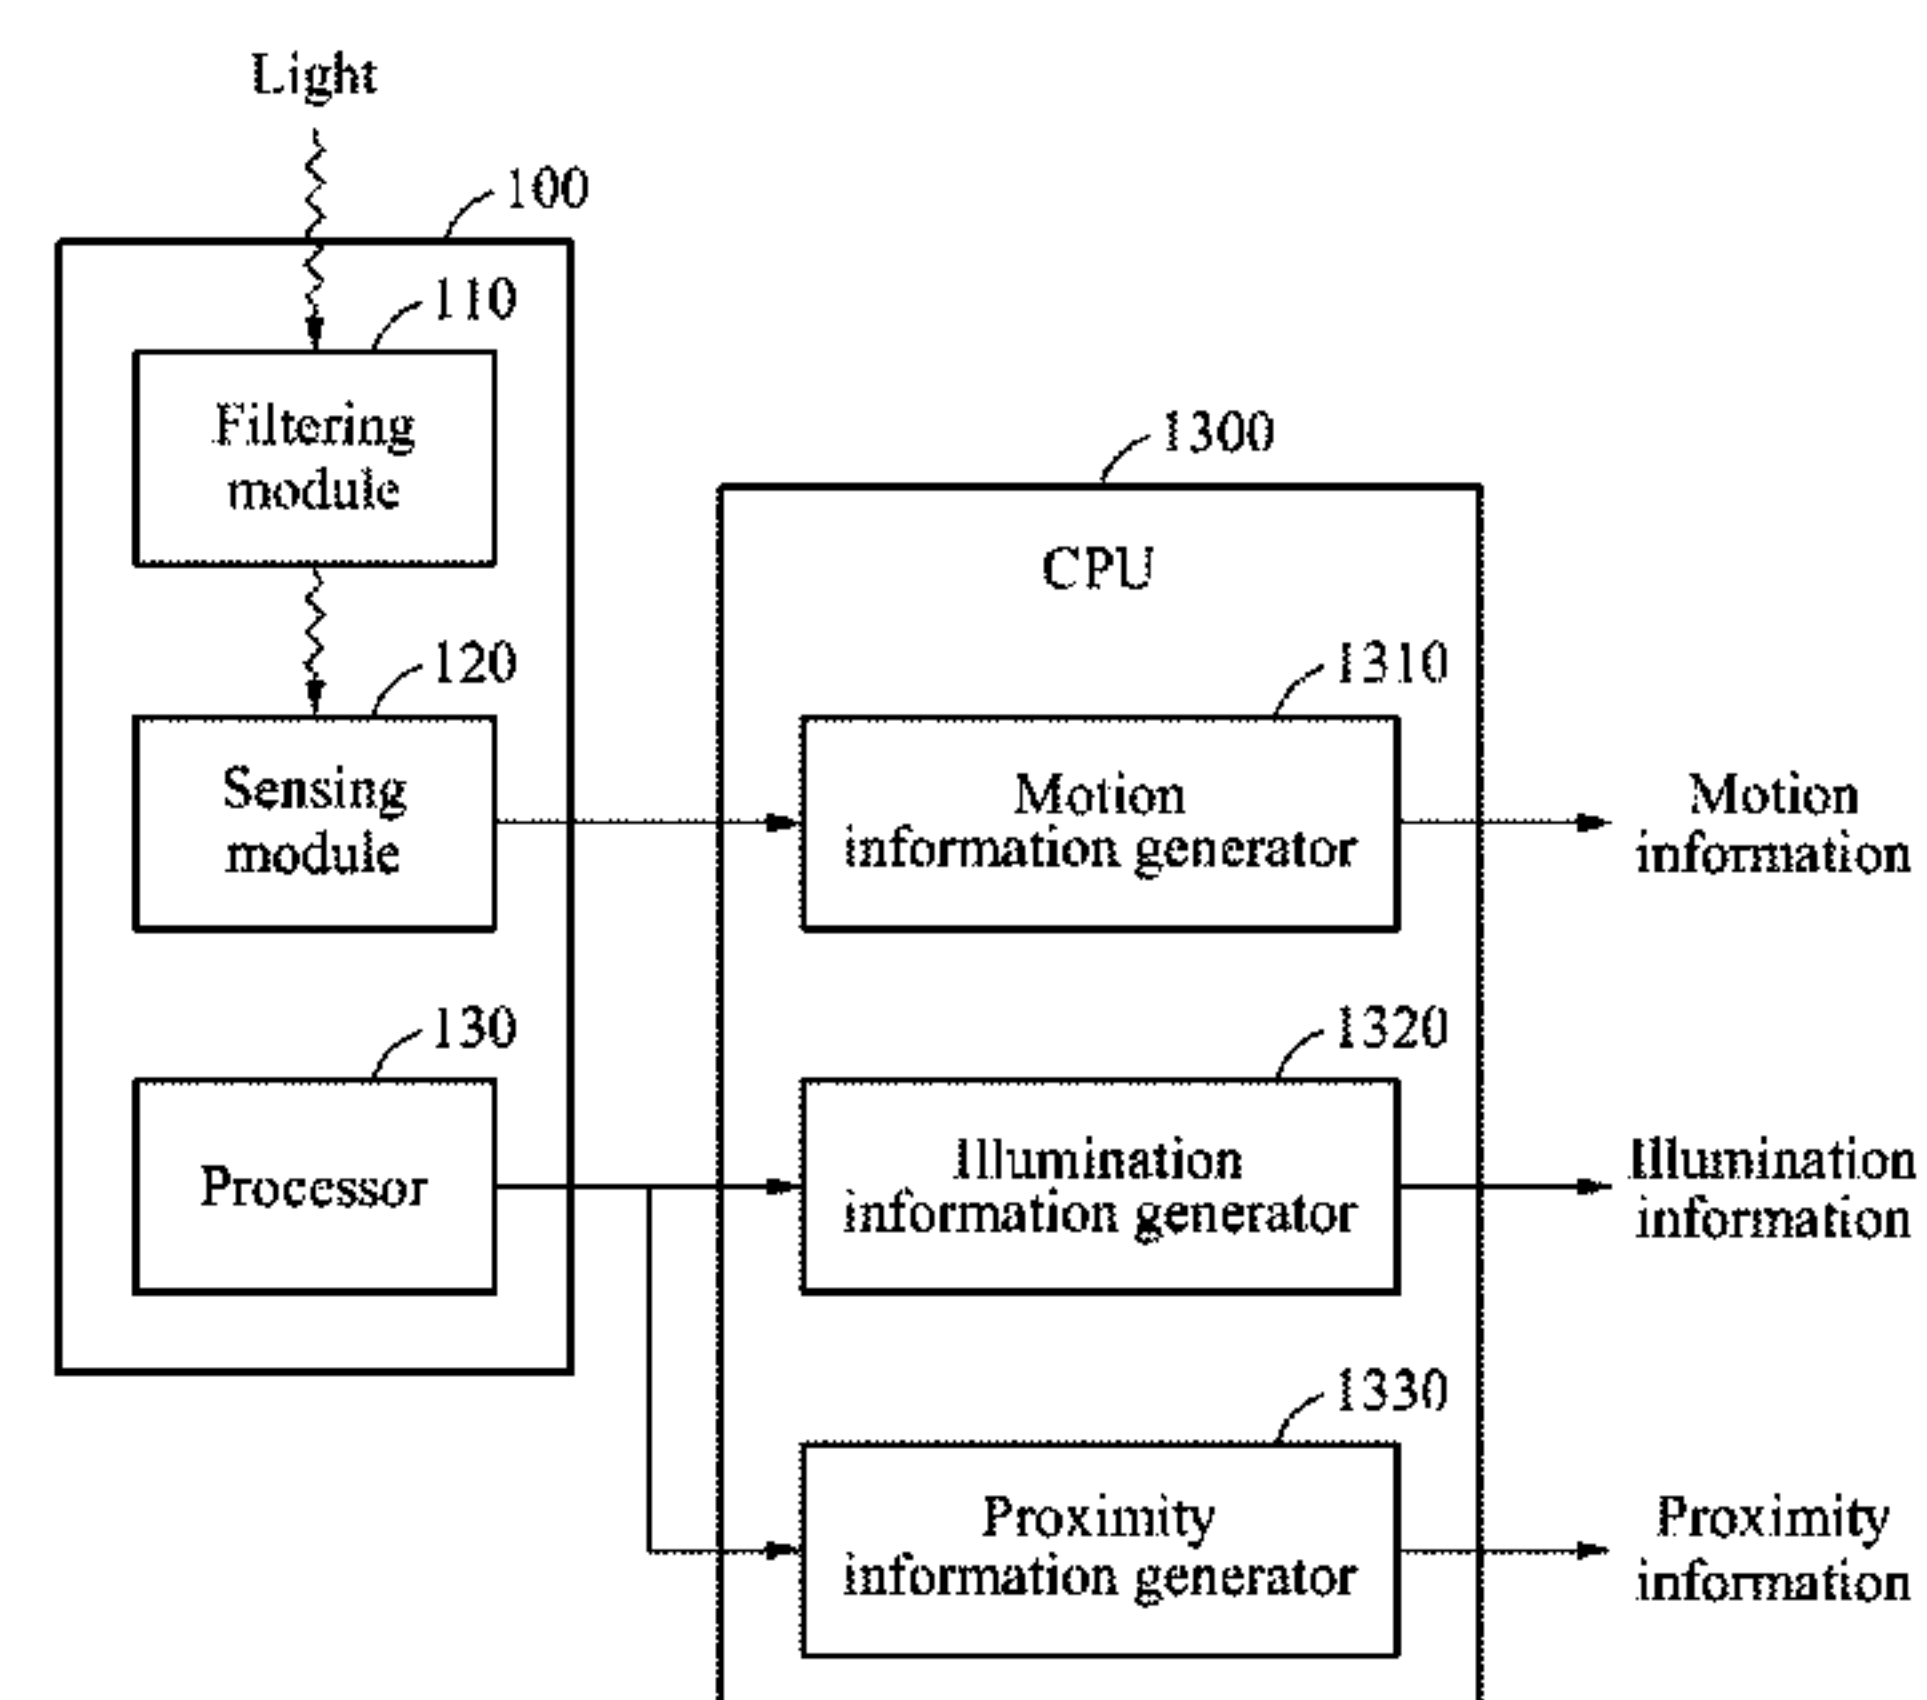 Light
100
110
Filtering
module
1300
CPU
120
Sensing
module
1310
Motion
information generator
Motion
information
130
Processor
1320
Illumination
information generator
Illumination
information
1330
Proximity
information generator
Proximity
information